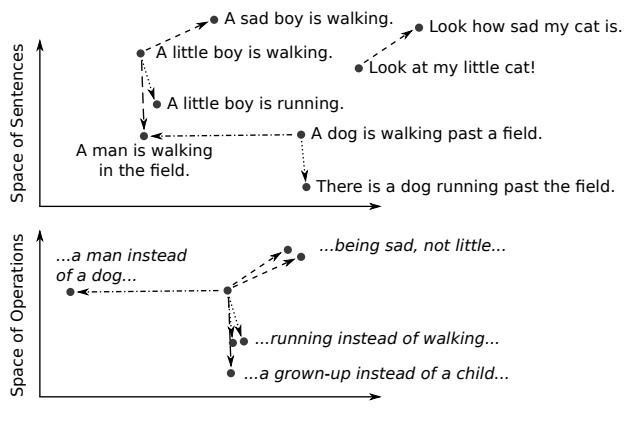 A sad boy is walking.
Look how sad my cat is.
A little boy is walking.
Look at my little cat!
A little boy is running.
A dog is walking past a field.
A man is walking
in the field.
There is a dog running past the field.
Space of Sentences
...a man instead
of a dog...
...being sad, not little...
...running instead of walking...
...a grown-up instead of a child...
Space of Operations